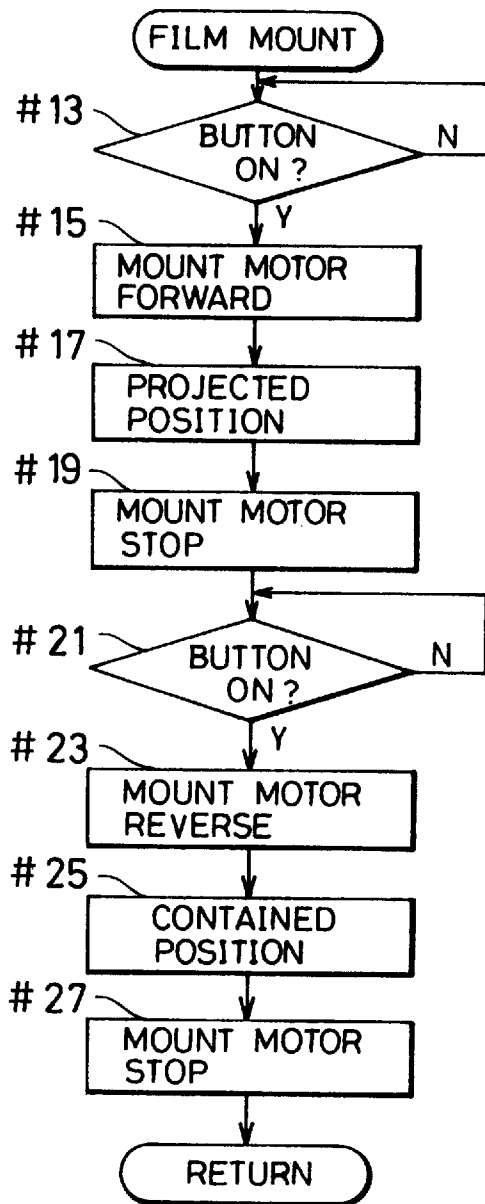 FILM MOUNT
#13
BUTTON
ON ?
N
Y
#15
MOUNT MOTOR
FORWARD
#17
PROJECTED
POSITION
#19
MOUNT MOTOR
STOP
#21
BUTTON
ON ?
N
Y
#23
MOUNT MOTOR
REVERSE
#25
CONTAINED
POSITION
#27
MOUNT MOTOR
STOP
RETURN